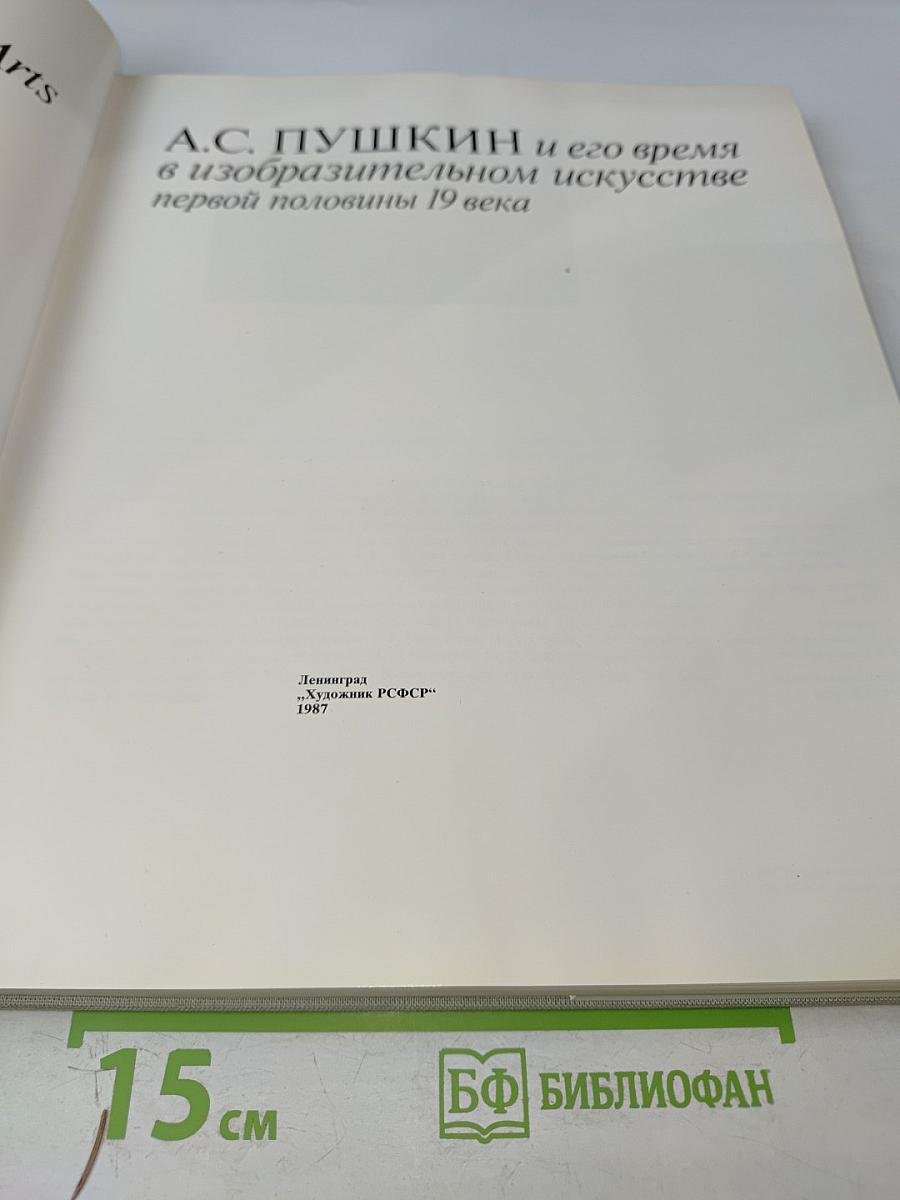 Arts
А.С. ПУШКИН и его время
в изобразительном искусстве
первой половины 19 века
Ленинград
„Художник РСФСР“
1987
15 см
БФ БИБЛИОФАН